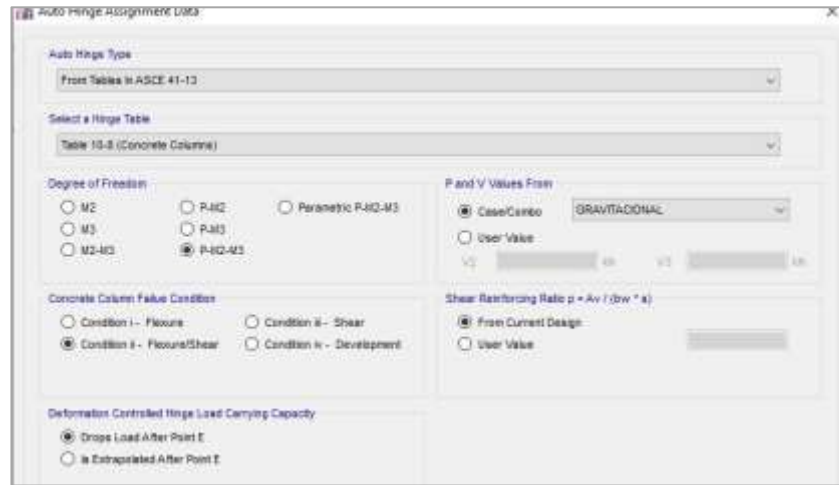 Auto Hinge Assignment Data
Auto Hinge Type
From Tables In ASCE 41-13
Select a Hinge Table
Table 10-8 (Concrete Columns)
Degree of Freedom
M2
P-M2
Parametric P-M2-M3
M3
P-M3
M2-M3
P-M2-M3
P and V Values From
Case/Combo
GRAVITACIONAL
User Value
V2
V3
Concrete Column Failure Condition
Condition i - Flexure
Condition iii - Shear
Condition ii - Flexure/Shear
Condition iv - Development
Shear Reinforcing Ratio p = Av / (bw * s)
From Current Design
User Value
Deformation Controlled Hinge Load Carrying Capacity
Drops Load After Point E
Is Extrapolated After Point E